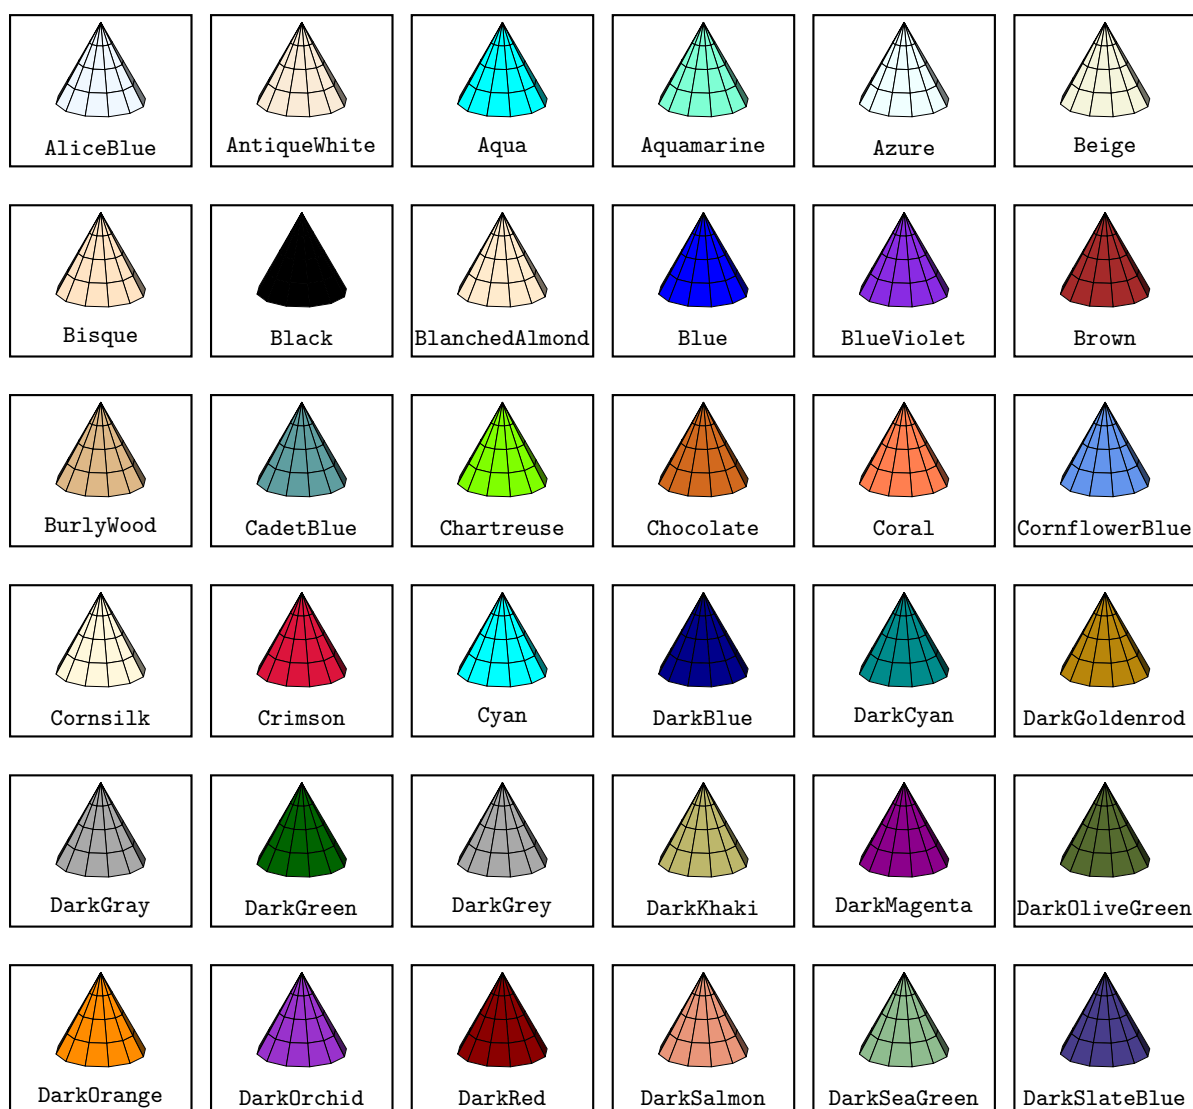 AliceBlue
AntiqueWhite
Aqua
Aquamarine
Azure
Beige
Bisque
Black
BlanchedAlmond
Blue
BlueViolet
Brown
BurlyWood
CadetBlue
Chartreuse
Chocolate
Coral
CornflowerBlue
Cornsilk
Crimson
Cyan
DarkBlue
DarkCyan
DarkGoldenrod
DarkGray
DarkGreen
DarkGrey
DarkKhaki
DarkMagenta
DarkOliveGreen
DarkOrange
DarkOrchid
DarkRed
DarkSalmon
DarkSeaGreen
DarkSlateBlue